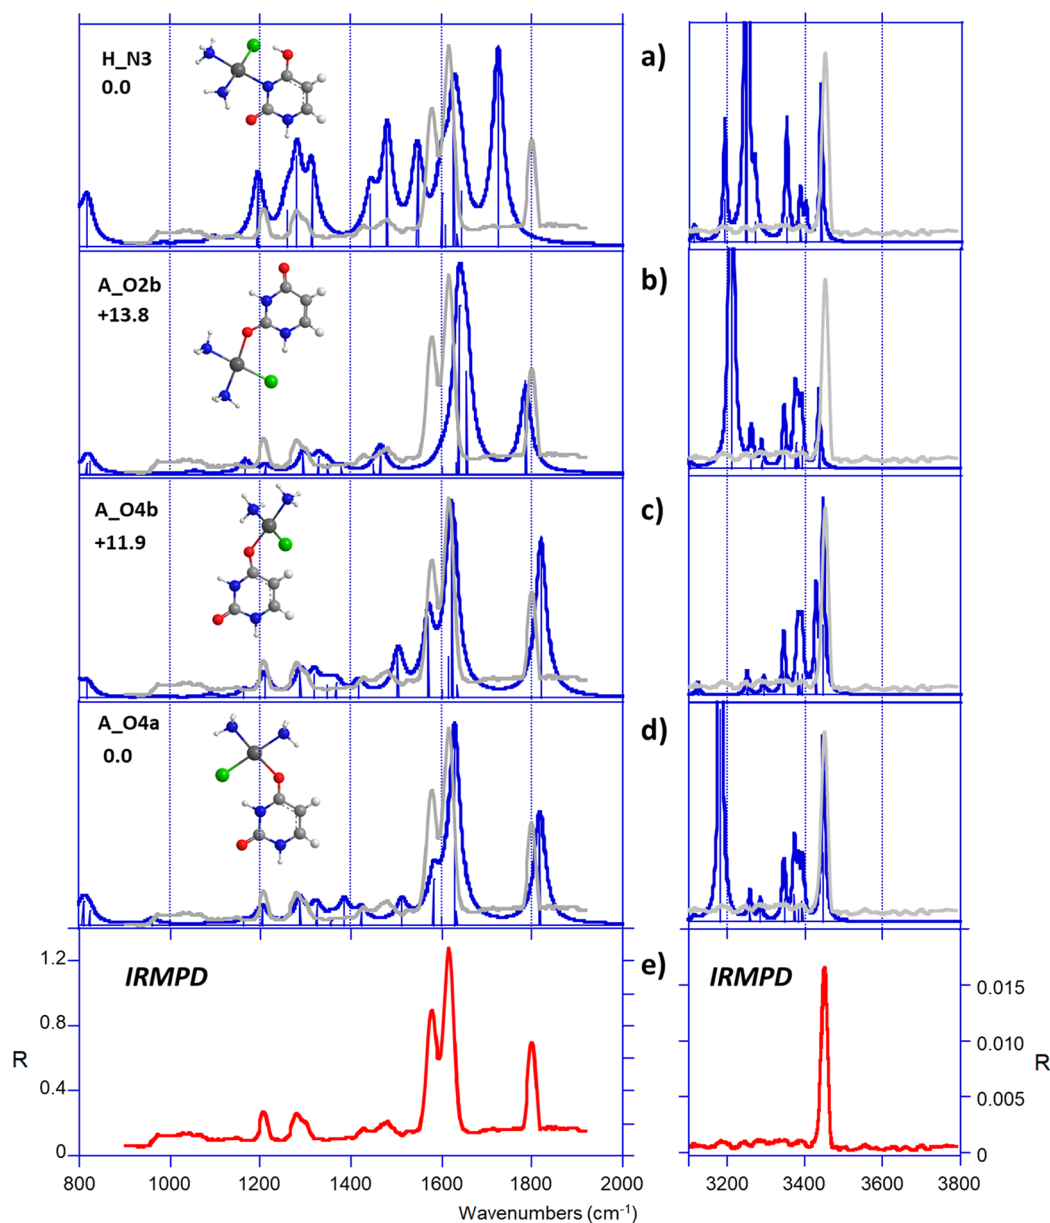 H_N3
0.0
a)
A_O2b
+13.8
b)
A_O4b
+11.9
c)
A_O4a
0.0
d)
IRMPD
e)
IRMPD
1.2
0.8
0.4
0
R
0.015
0.010
0.005
0
R
800 1000 1200 1400 1600 1800 2000
3200 3400 3600 3800
Wavenumbers (cm-1)